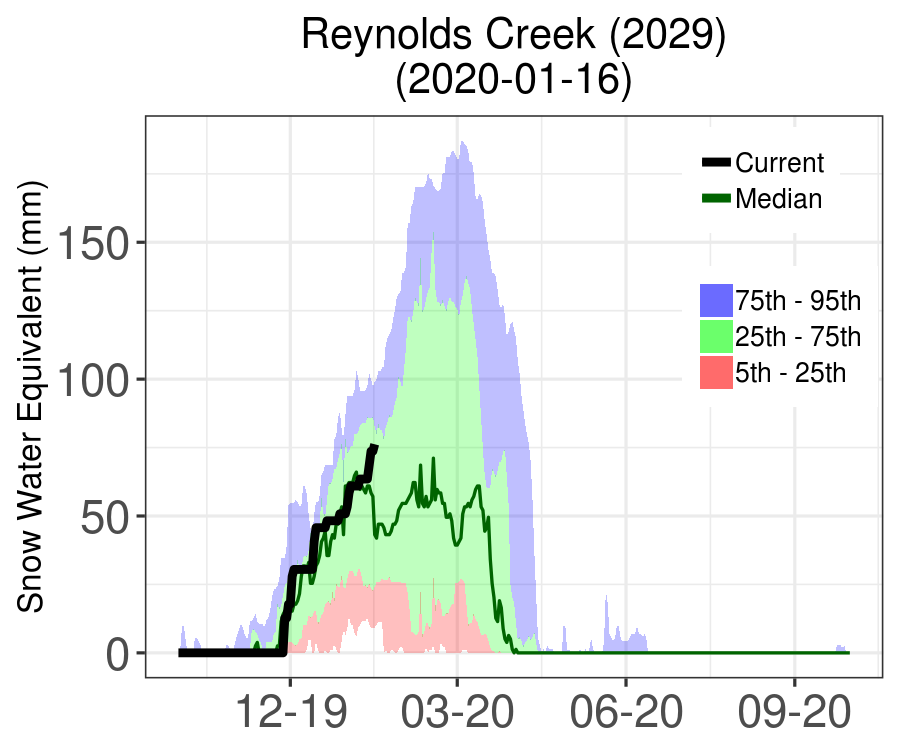 Reynolds Creek (2029)
(2020-01-16)
Snow Water Equivalent (mm)
150
100
50
0
12-19
03-20
06-20
09-20
Current
Median
75th - 95th
25th - 75th
5th - 25th